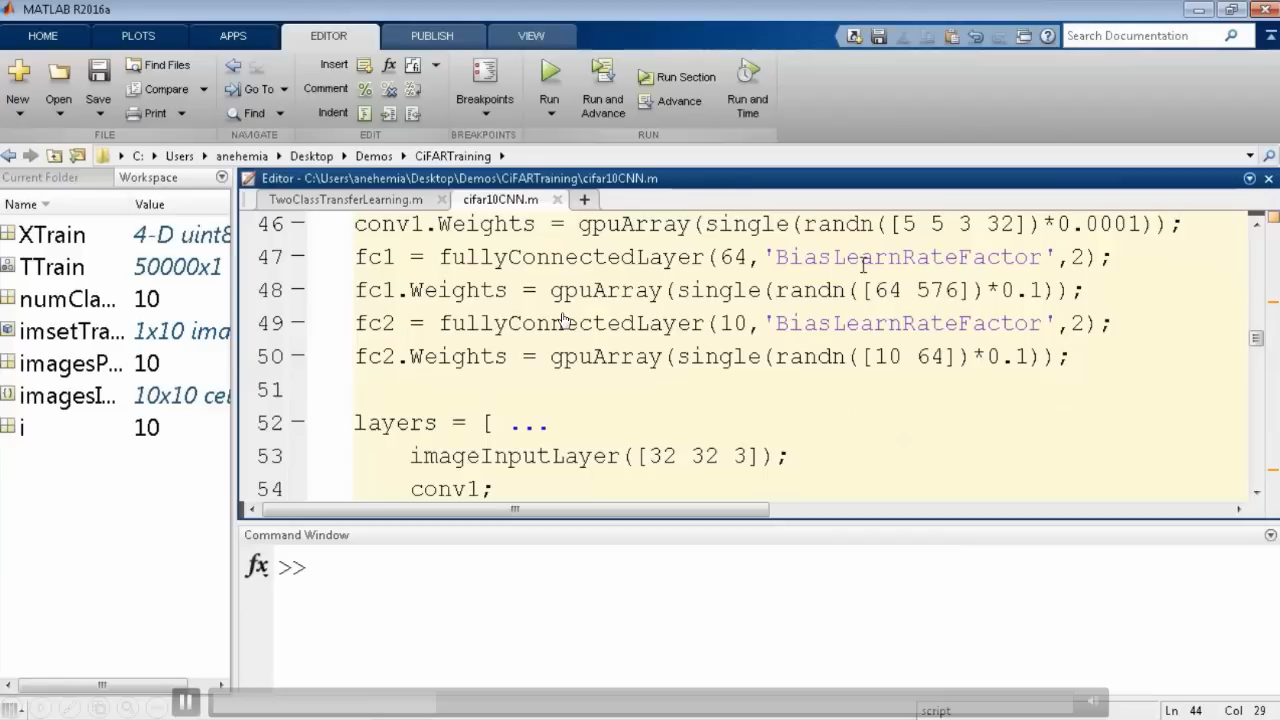 MATLAB R2016a
HOME PLOTS APPS EDITOR PUBLISH VIEW Search Documentation
New Open Save Find Files Compare Print Go To Find Insert fx Comment % % Indent Breakpoints Run Run and Advance Run Section Advance Run and Time
FILE NAVIGATE EDIT BREAKPOINTS RUN
C: Users anehemia Desktop Demos CiFARTraining
Current Folder Workspace
Editor - C:\Users\anehemia\Desktop\Demos\CiFARTraining\cifar10CNN.m
TwoClassTransferLearning.m cifar10CNN.m +
Name Value
XTrain 4-D uint8
TTrain 50000x1
numCla... 10
imsetTra... 1x10 ima
imagesP... 10
imagesI... 10x10 cel
i 10
46 conv1.Weights = gpuArray(single(randn([5 5 3 32])*0.0001));
47 fc1 = fullyConnectedLayer(64,'BiasLearnRateFactor',2);
48 fc1.Weights = gpuArray(single(randn([64 576])*0.1));
49 fc2 = fullyConnectedLayer(10,'BiasLearnRateFactor',2);
50 fc2.Weights = gpuArray(single(randn([10 64])*0.1));
51
52 layers = [ ...
53 imageInputLayer([32 32 3]);
54 conv1;
Command Window
fx >>
script Ln 44 Col 29